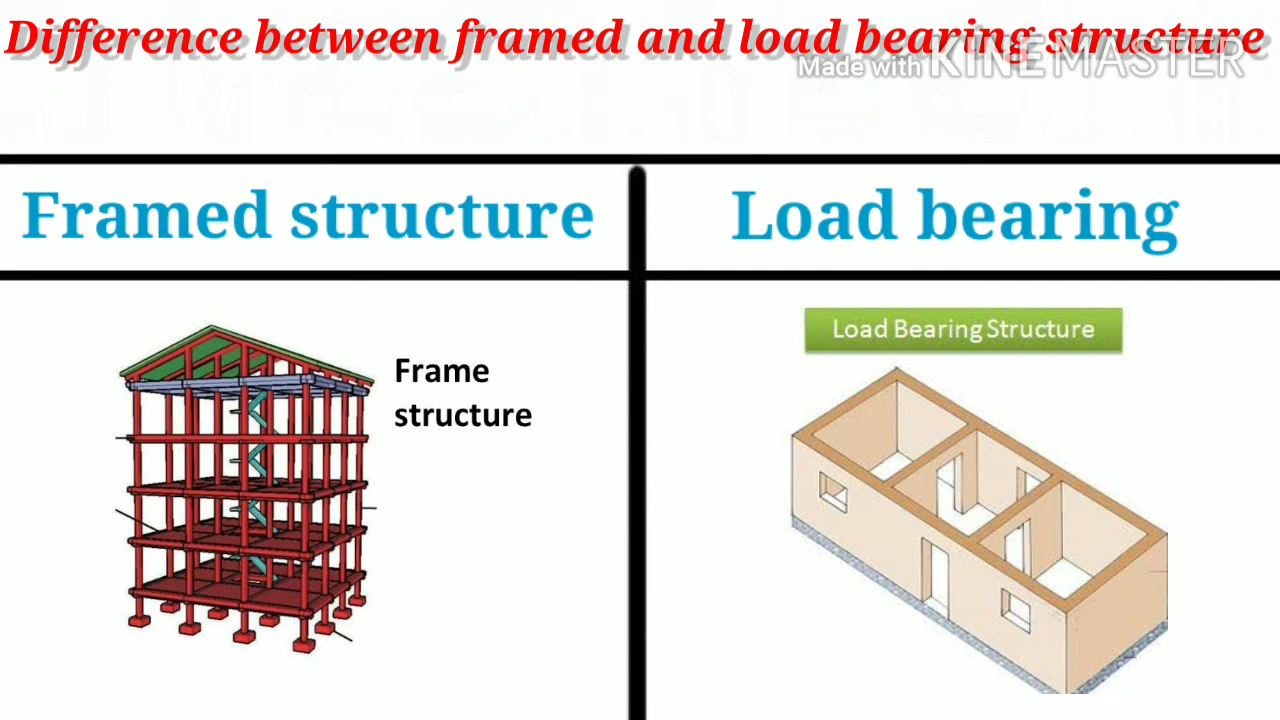 Difference between framed and load bearing structure
Made with KINEMASTER
Framed structure
Load bearing
Frame
structure
Load Bearing Structure